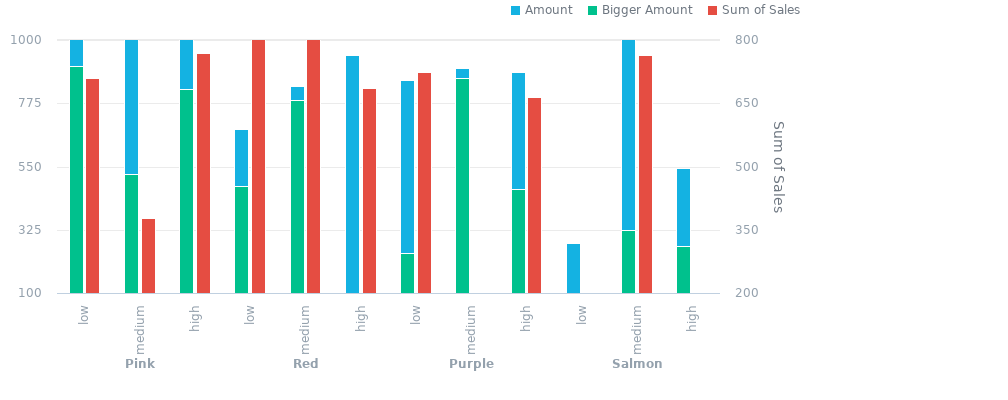 Amount Bigger Amount Sum of Sales
1000 800
775 650
550 500
325 350
100 200
Sum of Sales
low medium high low medium high low medium high low medium high
Pink Red Purple Salmon